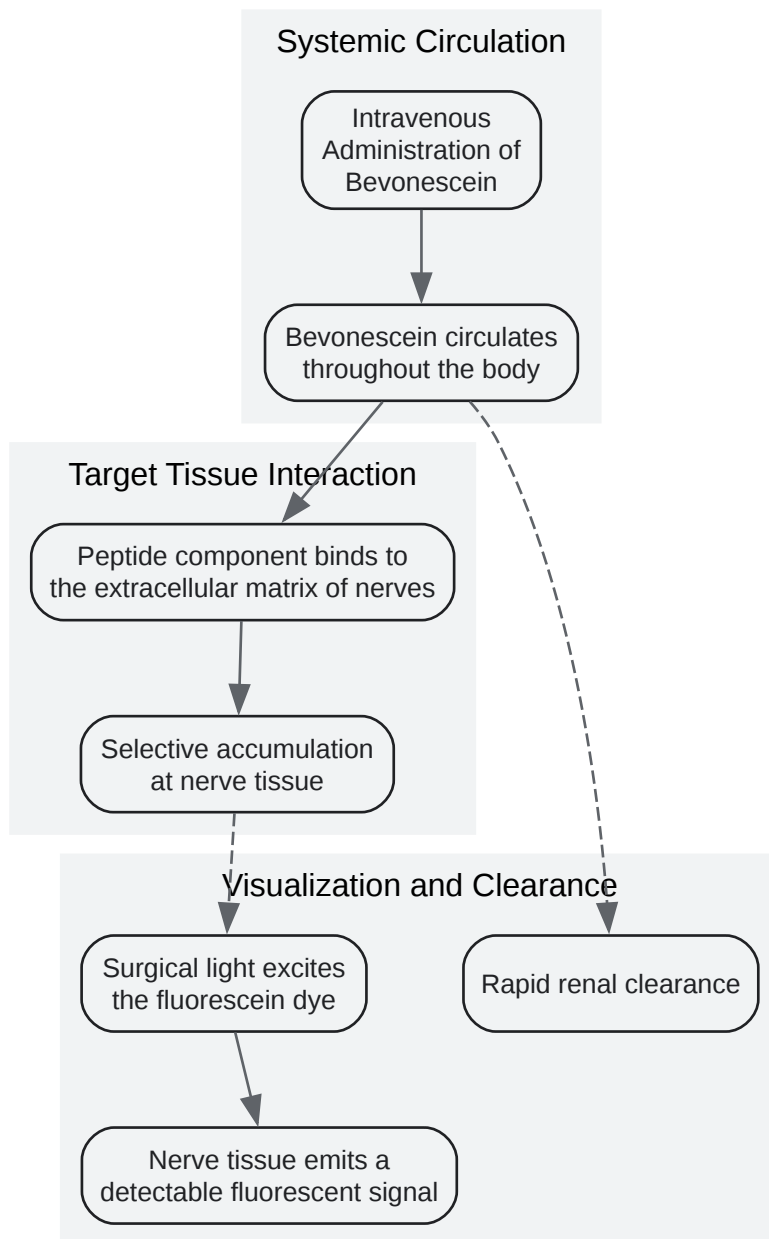 Systemic Circulation
Intravenous
Administration of
Bevonescein
Bevonescein circulates
throughout the body
Target Tissue Interaction
Peptide component binds to
the extracellular matrix of nerves
Selective accumulation
at nerve tissue
Visualization and Clearance
Surgical light excites
the fluorescein dye
Rapid renal clearance
Nerve tissue emits a
detectable fluorescent signal